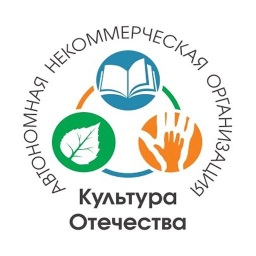 АВТОНОМНАЯ НЕКОММЕРЧЕСКАЯ ОРГАНИЗАЦИЯ
Культура
Отечества